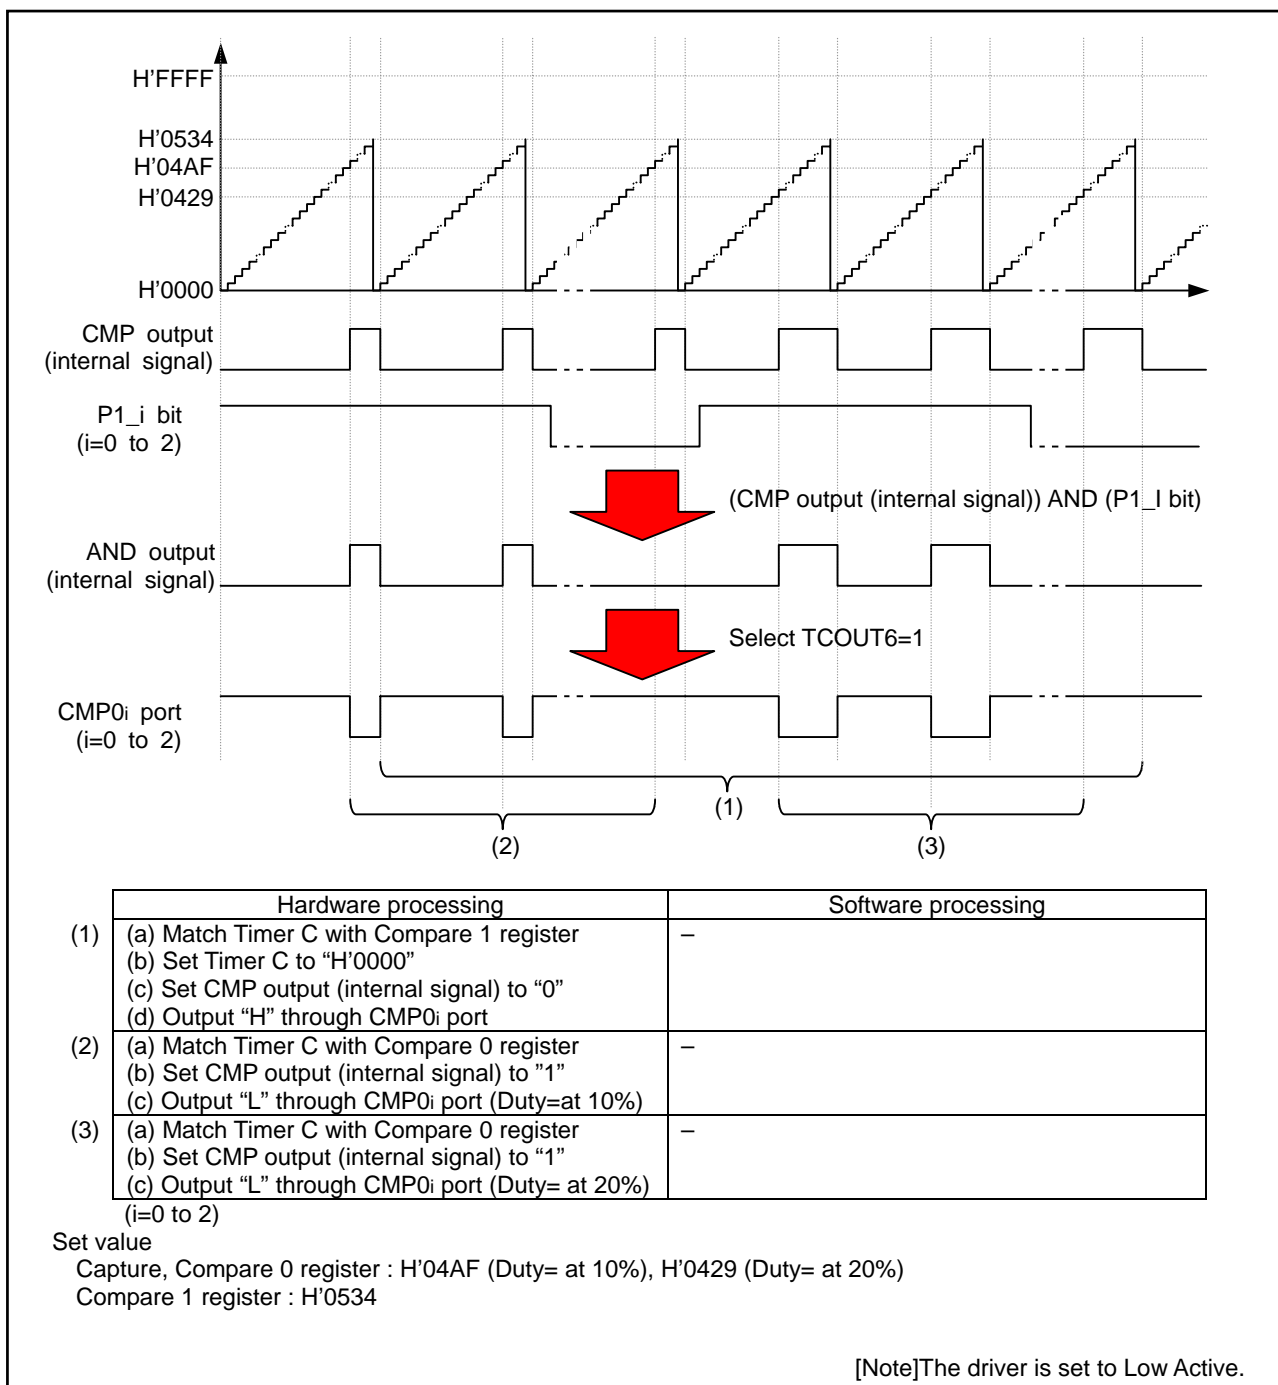 H'FFFF
H'0534
H'04AF
H'0429
H'0000
CMP output
(internal signal)
P1_i bit
(i=0 to 2)
(CMP output (internal signal)) AND (P1_I bit)
AND output
(internal signal)
Select TCOUT6=1
CMP0i port
(i=0 to 2)
(1)
(2)
(3)
Hardware processing
Software processing
(1)
(a) Match Timer C with Compare 1 register
–
(b) Set Timer C to “H’0000”
(c) Set CMP output (internal signal) to “0”
(d) Output “H” through CMP0i port
(2)
(a) Match Timer C with Compare 0 register
–
(b) Set CMP output (internal signal) to ”1”
(c) Output “L” through CMP0i port (Duty=at 10%)
(3)
(a) Match Timer C with Compare 0 register
–
(b) Set CMP output (internal signal) to “1”
(c) Output “L” through CMP0i port (Duty= at 20%)
(i=0 to 2)
Set value
Capture, Compare 0 register : H’04AF (Duty= at 10%), H’0429 (Duty= at 20%)
Compare 1 register : H’0534
[Note]The driver is set to Low Active.